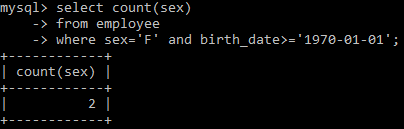 mysql> select count(sex)
    -> from employee
    -> where sex='F' and birth_date>='1970-01-01';
+------------+
| count(sex) |
+------------+
|          2 |
+------------+